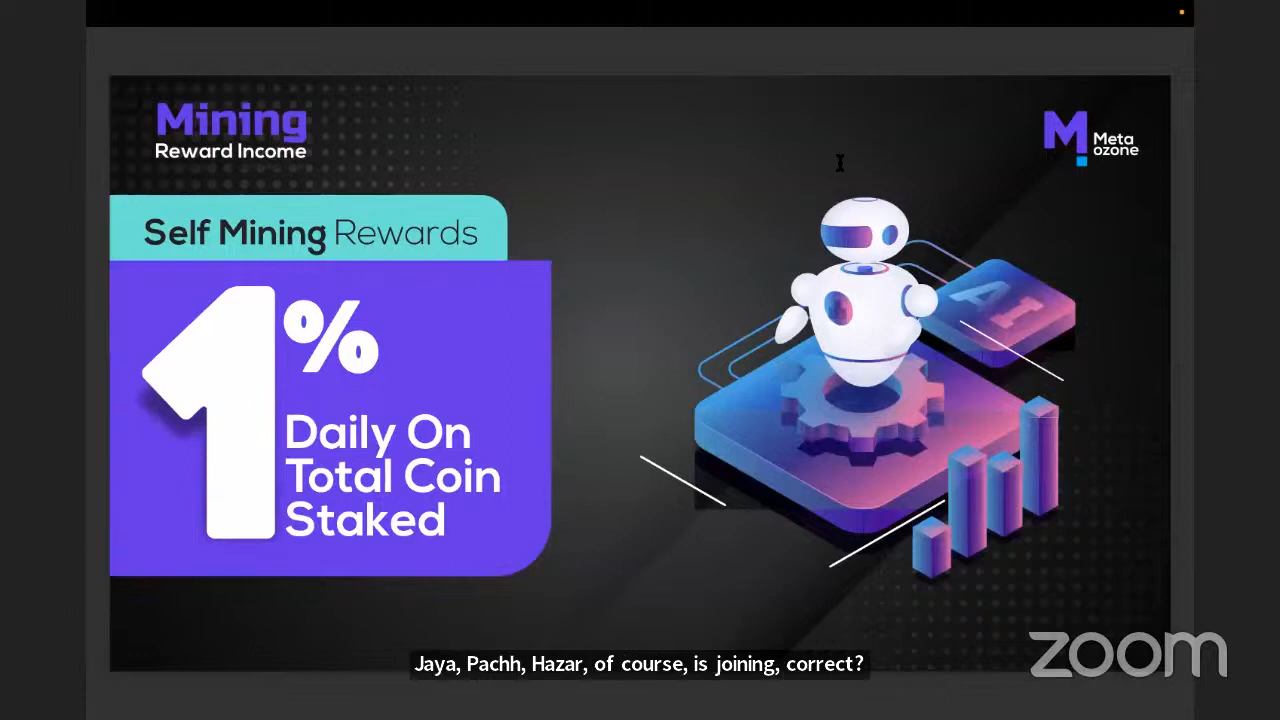 Mining
Reward Income
M
Meta
ozone
Self Mining Rewards
1%
Daily On
Total Coin
Staked
AI
Jaya, Pachh, Hazar, of course, is joining, correct?
zoom